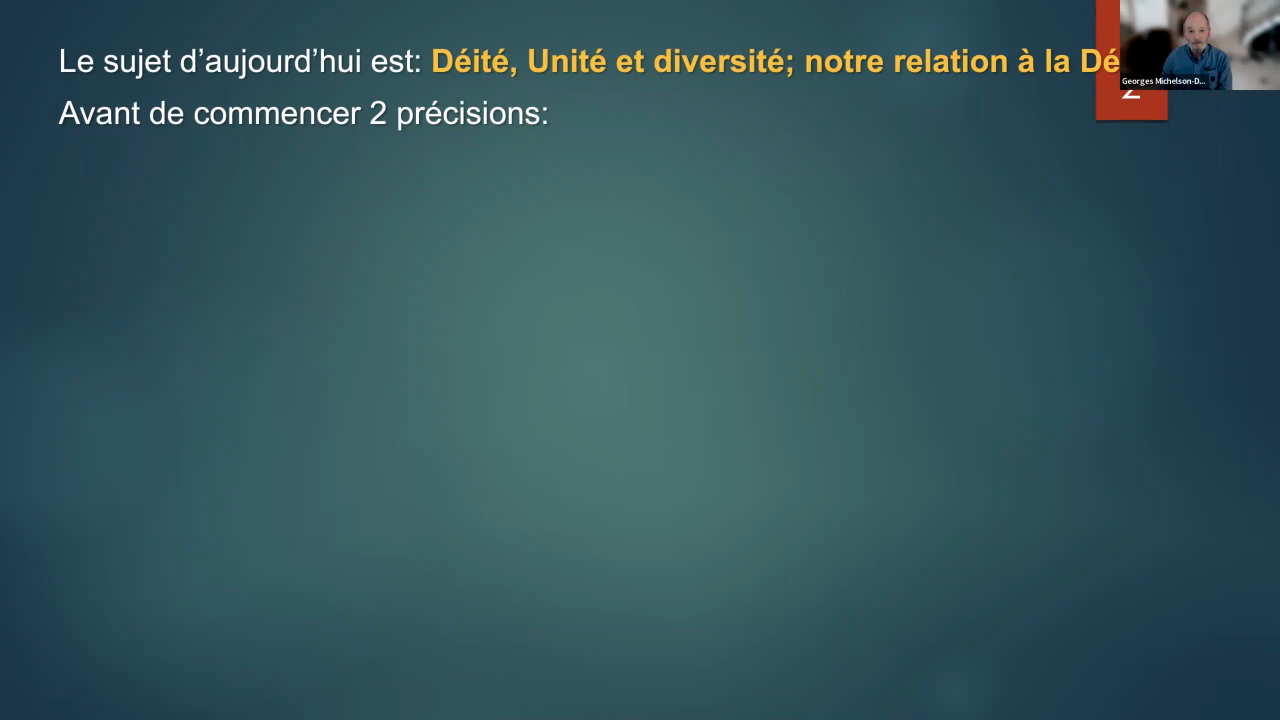 Le sujet d’aujourd’hui est: Déité, Unité et diversité; notre relation à la Dé
Georges Michelson-D...
2
Avant de commencer 2 précisions: